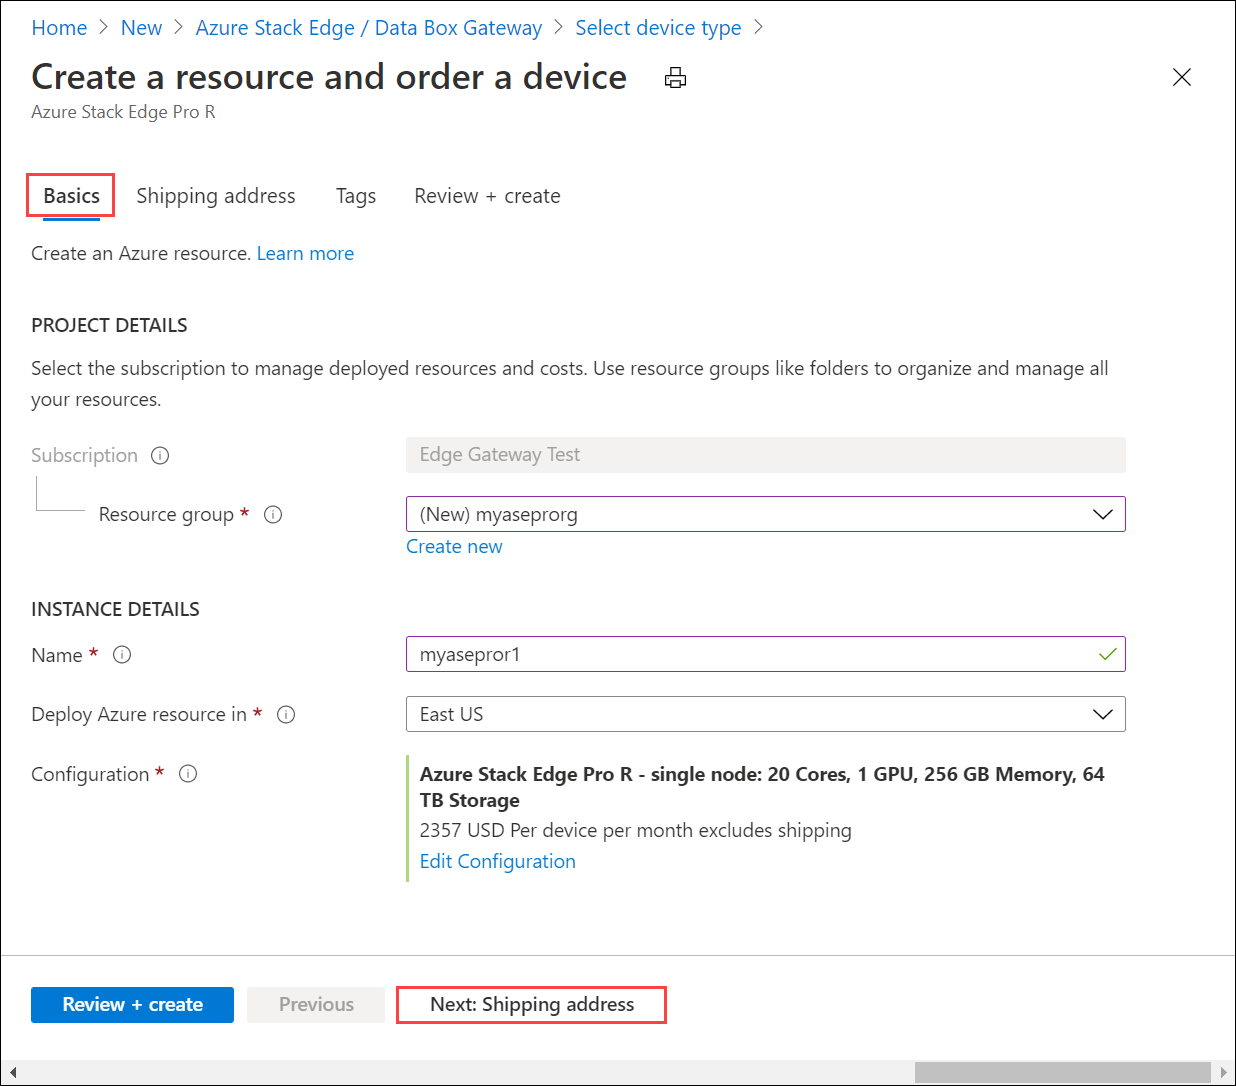 Home > New > Azure Stack Edge / Data Box Gateway > Select device type >
Create a resource and order a device
Azure Stack Edge Pro R
Basics Shipping address Tags Review + create
Create an Azure resource. Learn more
PROJECT DETAILS
Select the subscription to manage deployed resources and costs. Use resource groups like folders to organize and manage all
your resources.
Subscription Edge Gateway Test
Resource group * (New) myaseprorg
Create new
INSTANCE DETAILS
Name * myasepror1
Deploy Azure resource in * East US
Configuration * Azure Stack Edge Pro R - single node: 20 Cores, 1 GPU, 256 GB Memory, 64
TB Storage
2357 USD Per device per month excludes shipping
Edit Configuration
Review + create Previous Next: Shipping address